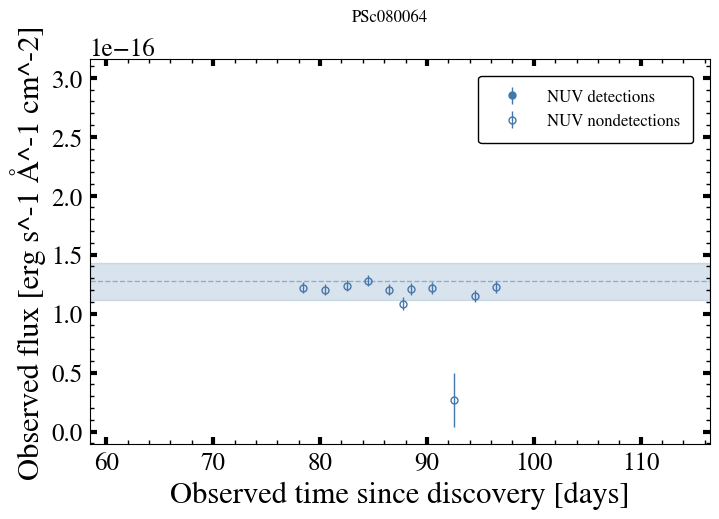 PSc080064
1e−16
3.0
2.5
2.0
1.5
1.0
0.5
0.0
Observed flux [erg s^-1 Å^-1 cm^-2]
NUV detections
NUV nondetections
60 70 80 90 100 110
Observed time since discovery [days]